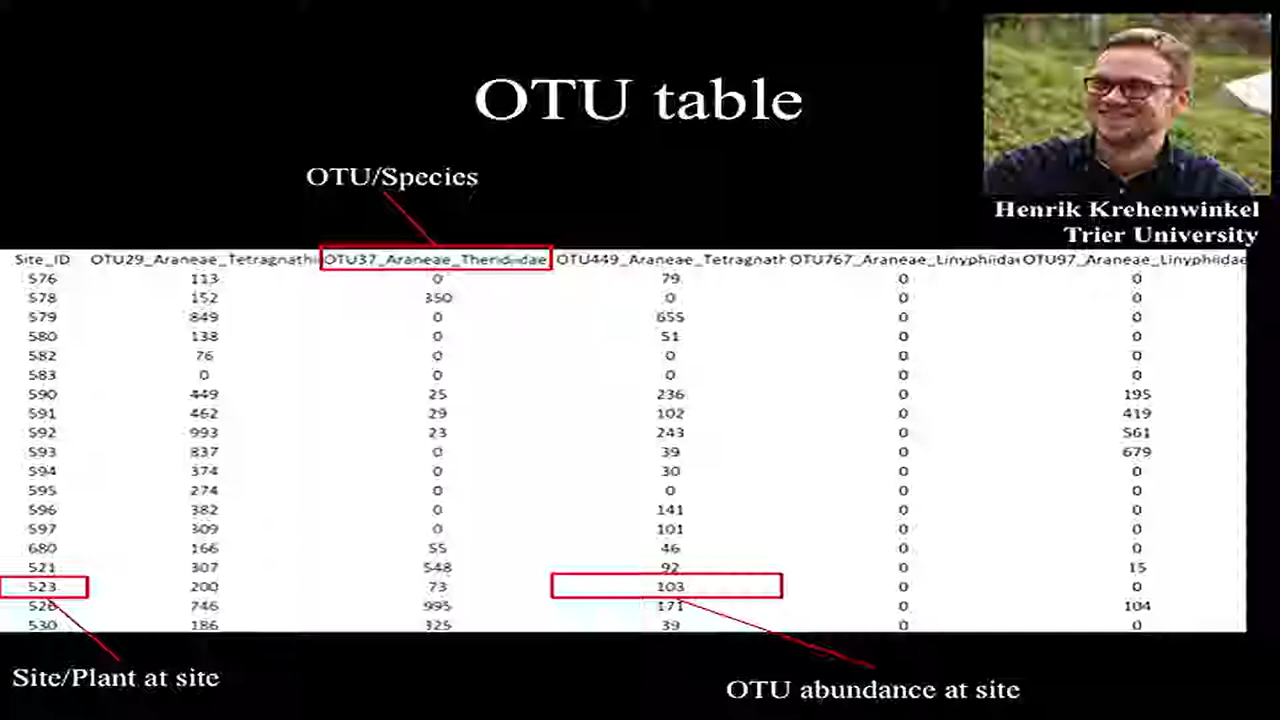 OTU table
OTU/Species
Henrik Krehenwinkel
Trier University
Site_ID OTU29_Araneae_Tetragnathi OTU37_Araneae_Theridiidae OTU449_Araneae_Tetragnath OTU767_Araneae_Linyphiida OTU97_Araneae_Linyphiidae
576 113 0 79 0 0
578 152 350 0 0 0
579 849 0 655 0 0
580 138 0 51 0 0
582 76 0 0 0 0
583 0 0 0 0 0
590 449 25 236 0 195
591 462 29 102 0 419
592 993 23 243 0 561
593 837 0 39 0 679
594 374 0 30 0 0
595 274 0 0 0 0
596 382 0 141 0 0
597 309 0 101 0 0
680 166 55 46 0 0
521 307 548 92 0 15
523 200 73 103 0 0
526 746 995 171 0 104
530 186 325 39 0 0
Site/Plant at site
OTU abundance at site